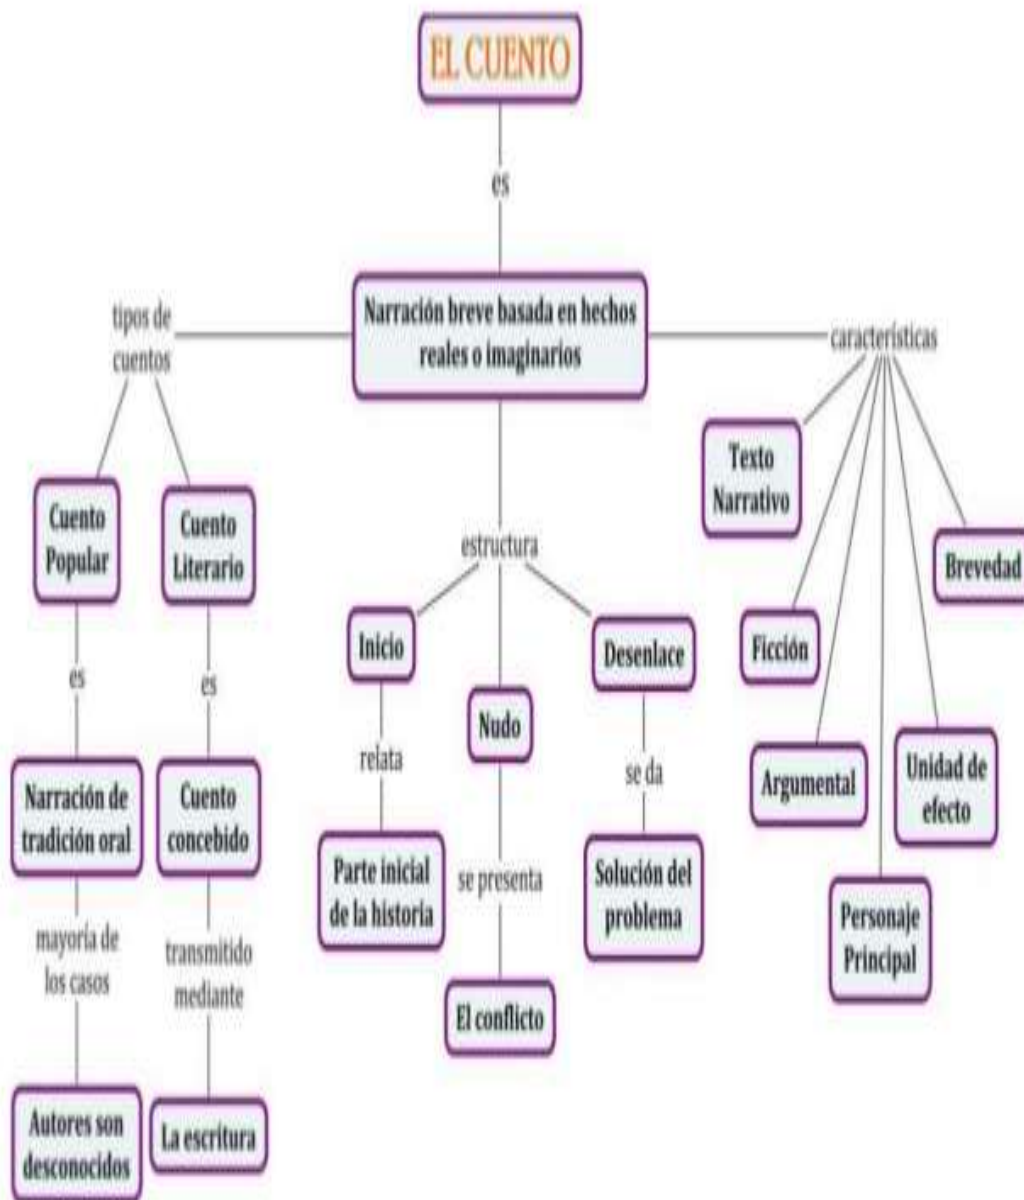 EL CUENTO
es
Narración breve basada en hechos
reales o imaginarios
tipos de
cuentos
Cuento
Popular
es
Narración de
tradición oral
mayoría de
los casos
Autores son
desconocidos
Cuento
Literario
es
Cuento
concebido
transmitido
mediante
La escritura
estructura
Inicio
relata
Parte inicial
de la historia
Nudo
se presenta
El conflicto
Desenlace
se da
Solución del
problema
características
Texto
Narrativo
Ficción
Argumental
Personaje
Principal
Unidad de
efecto
Brevedad